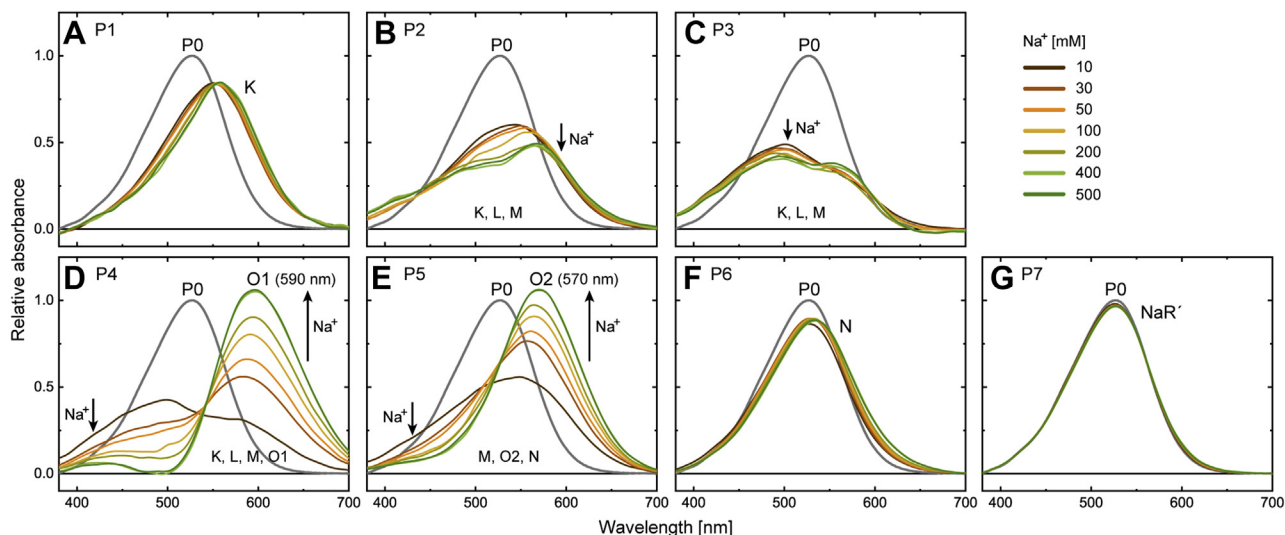 A P1
P0
K
B P2
P0
Na⁺
K, L, M
C P3
P0
Na⁺
K, L, M
Na⁺ [mM]
10
30
50
100
200
400
500
1.0
0.5
0.0
Relative absorbance
D P4
P0
O1 (590 nm)
Na⁺
Na⁺
K, L, M, O1
E P5
P0
O2 (570 nm)
Na⁺
Na⁺
M, O2, N
F P6
P0
N
G P7
P0
NaR´
1.0
0.5
0.0
400 500 600 700
400 500 600 700
400 500 600 700
400 500 600 700
Wavelength [nm]